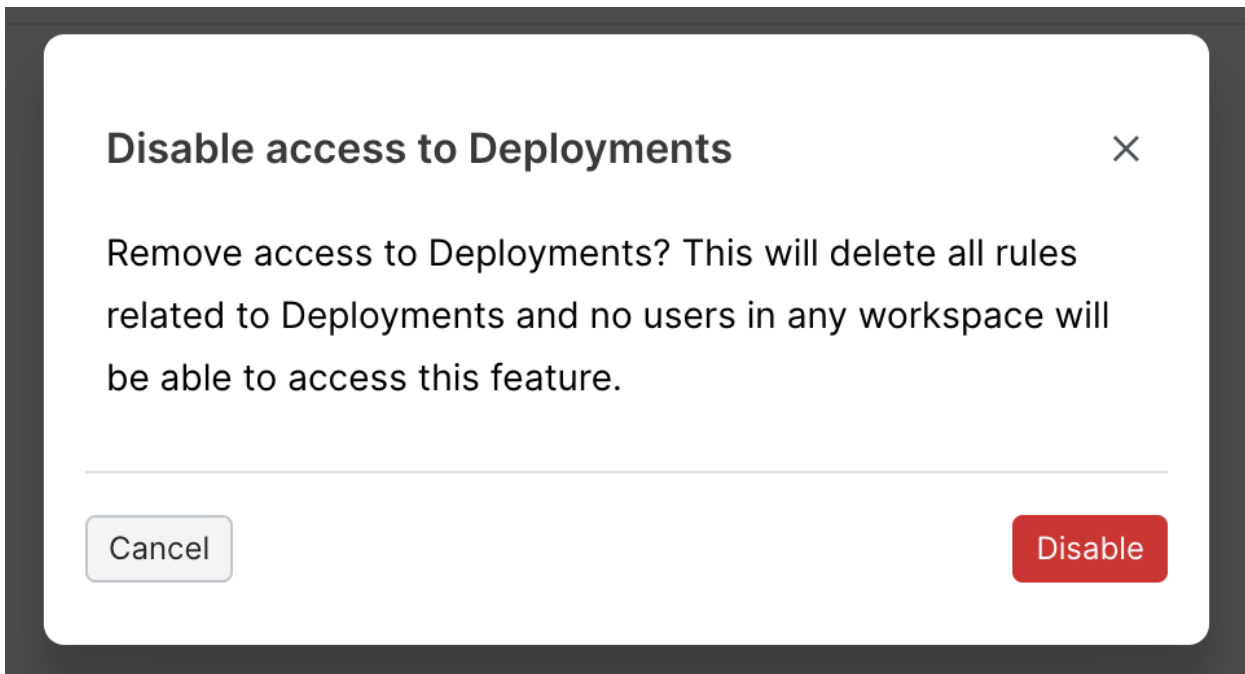 Disable access to Deployments
Remove access to Deployments? This will delete all rules
related to Deployments and no users in any workspace will
be able to access this feature.
Cancel
Disable